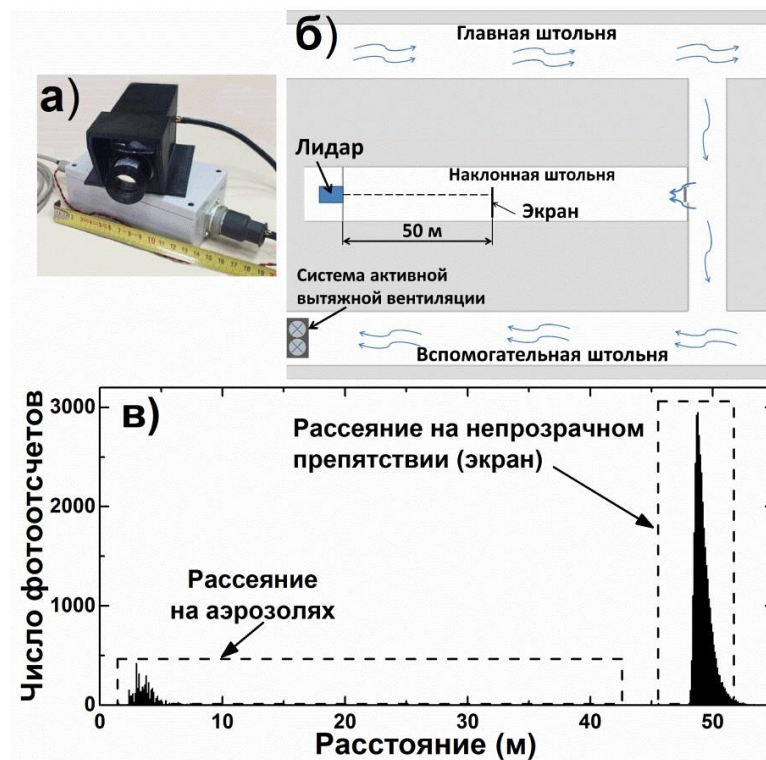 а)
б)
Главная штольня
Лидар
Наклонная штольня
Экран
50 м
Система активной
вытяжной вентиляции
Вспомогательная штольня
в)
Число фотоотсчетов
3000
2000
1000
0
Рассеяние на непрозрачном
препятствии (экран)
Рассеяние
на аэрозолях
0 10 20 30 40 50
Расстояние (м)